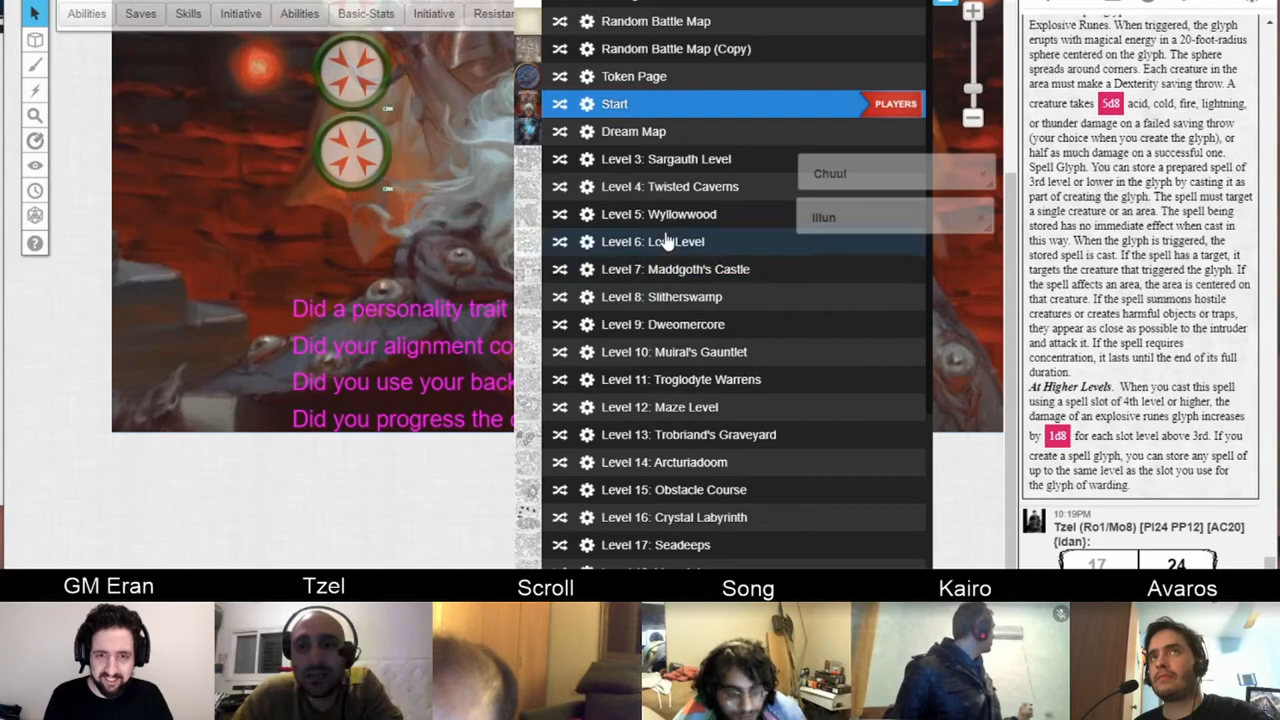 Abilities
Saves
Skills
Initiative
Abilities
Basic-Stats
Initiative
Resistan
Did a personality trait
Did your alignment co
Did you use your back
Did you progress the
Random Battle Map
Random Battle Map (Copy)
Token Page
Start
PLAYERS
Dream Map
Level 3: Sargauth Level
Level 4: Twisted Caverns
Level 5: Wyllowwood
Level 6: Level
Level 7: Maddgoth's Castle
Level 8: Slitherswamp
Level 9: Dweomercore
Level 10: Muiral's Gauntlet
Level 11: Troglodyte Warrens
Level 12: Maze Level
Level 13: Trobriand's Graveyard
Level 14: Arcturiadoom
Level 15: Obstacle Course
Level 16: Crystal Labyrinth
Level 17: Seadeeps
Chuul
Explosive Runes. When triggered, the glyph
erupts with magical energy in a 20-foot-radius
sphere centered on the glyph. The sphere
spreads around corners. Each creature in the
area must make a Dexterity saving throw. A
creature takes 5d8 acid, cold, fire, lightning,
or thunder damage on a failed saving throw
(your choice when you create the glyph), or
half as much damage on a successful one.
Spell Glyph. You can store a prepared spell of
3rd level or lower in the glyph by casting it as
part of creating the glyph. The spell must target
a single creature or an area. The spell being
stored has no immediate effect when cast in
this way. When the glyph is triggered, the
stored spell is cast. If the spell has a target, it
targets the creature that triggered the glyph. If
the spell affects an area, the area is centered on
that creature. If the spell summons hostile
creatures or creates harmful objects or traps,
they appear as close as possible to the intruder
and attack it. If the spell requires
concentration, it lasts until the end of its full
duration.
At Higher Levels. When you cast this spell
using a spell slot of 4th level or higher, the
damage of an explosive runes glyph increases
by 1d8 for each slot level above 3rd. If you
create a spell glyph, you can store any spell of
up to the same level as the slot you use for
the glyph of warding.
10:19PM
Tzel (Ro1/Mo8) [PI24 PP12] [AC20]
{Idan}:
17 24
GM Eran
Tzel
Scroll
Song
Kairo
Avaros